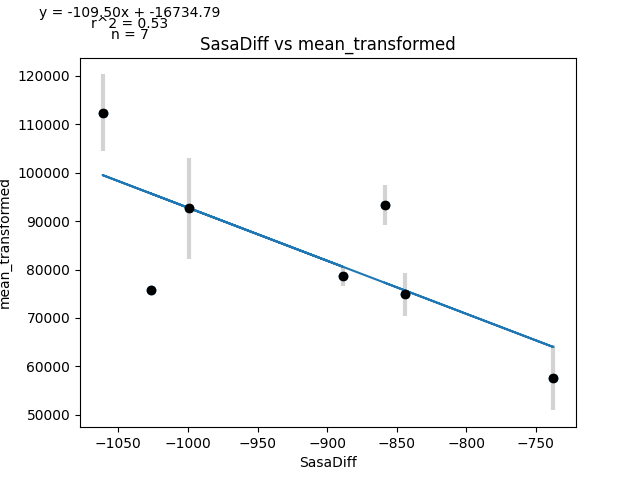 y = -109.50x + -16734.79
r^2 = 0.53
n = 7
SasaDiff vs mean_transformed
120000
110000
100000
90000
80000
70000
60000
50000
mean_transformed
−1050
−1000
−950
−900
−850
−800
−750
SasaDiff